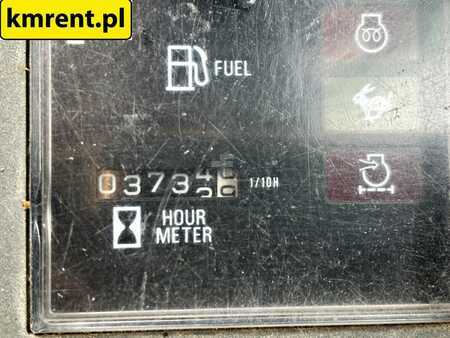 kmrent.pl
FUEL
0373
1/10H
HOUR
METER